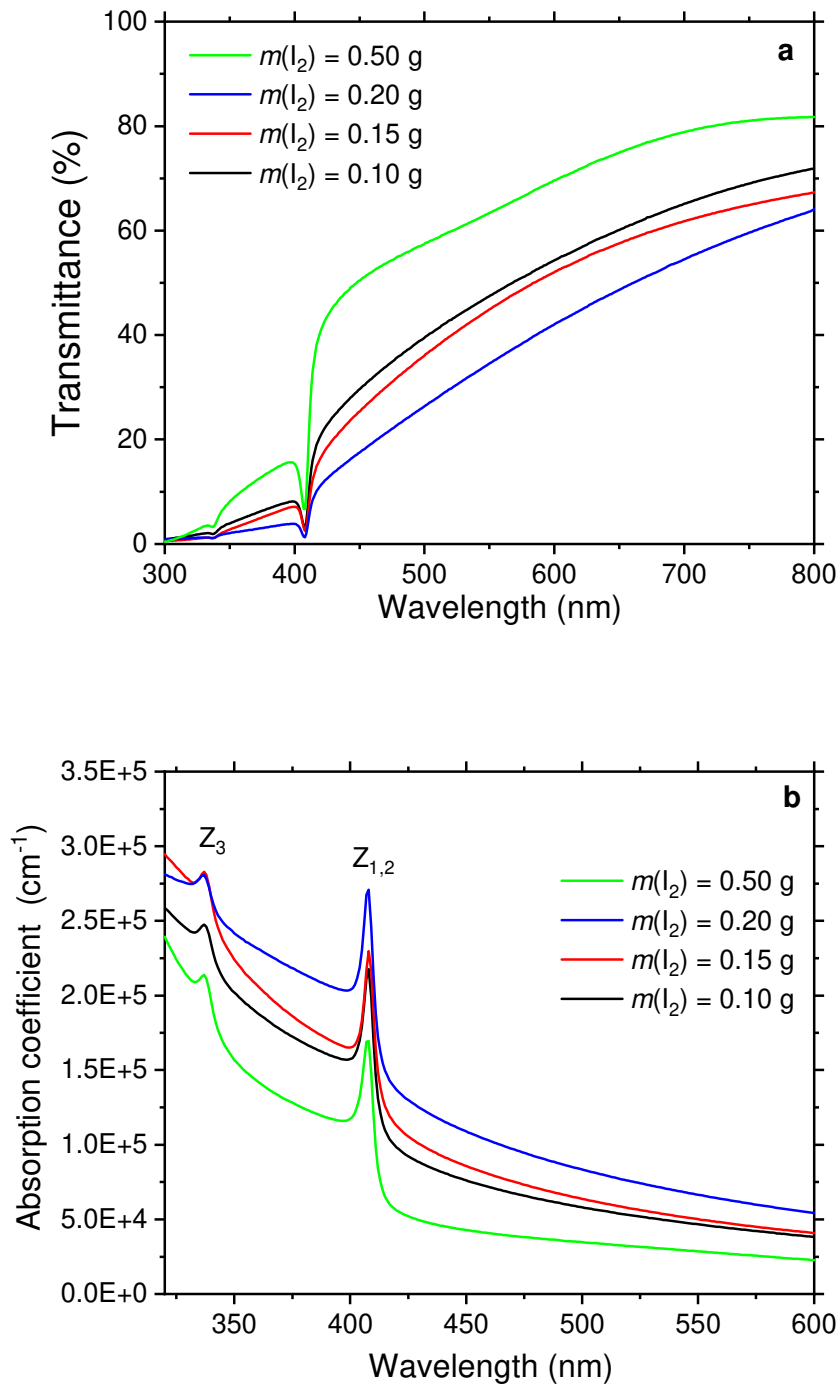 a
100
80
60
40
20
0
Transmittance (%)
m(I₂) = 0.50 g
m(I₂) = 0.20 g
m(I₂) = 0.15 g
m(I₂) = 0.10 g
300 400 500 600 700 800
Wavelength (nm)
b
3.5E+5
3.0E+5
2.5E+5
2.0E+5
1.5E+5
1.0E+5
5.0E+4
0.0E+0
Absorption coefficient (cm⁻¹)
Z₃
Z₁,₂
m(I₂) = 0.50 g
m(I₂) = 0.20 g
m(I₂) = 0.15 g
m(I₂) = 0.10 g
350 400 450 500 550 600
Wavelength (nm)